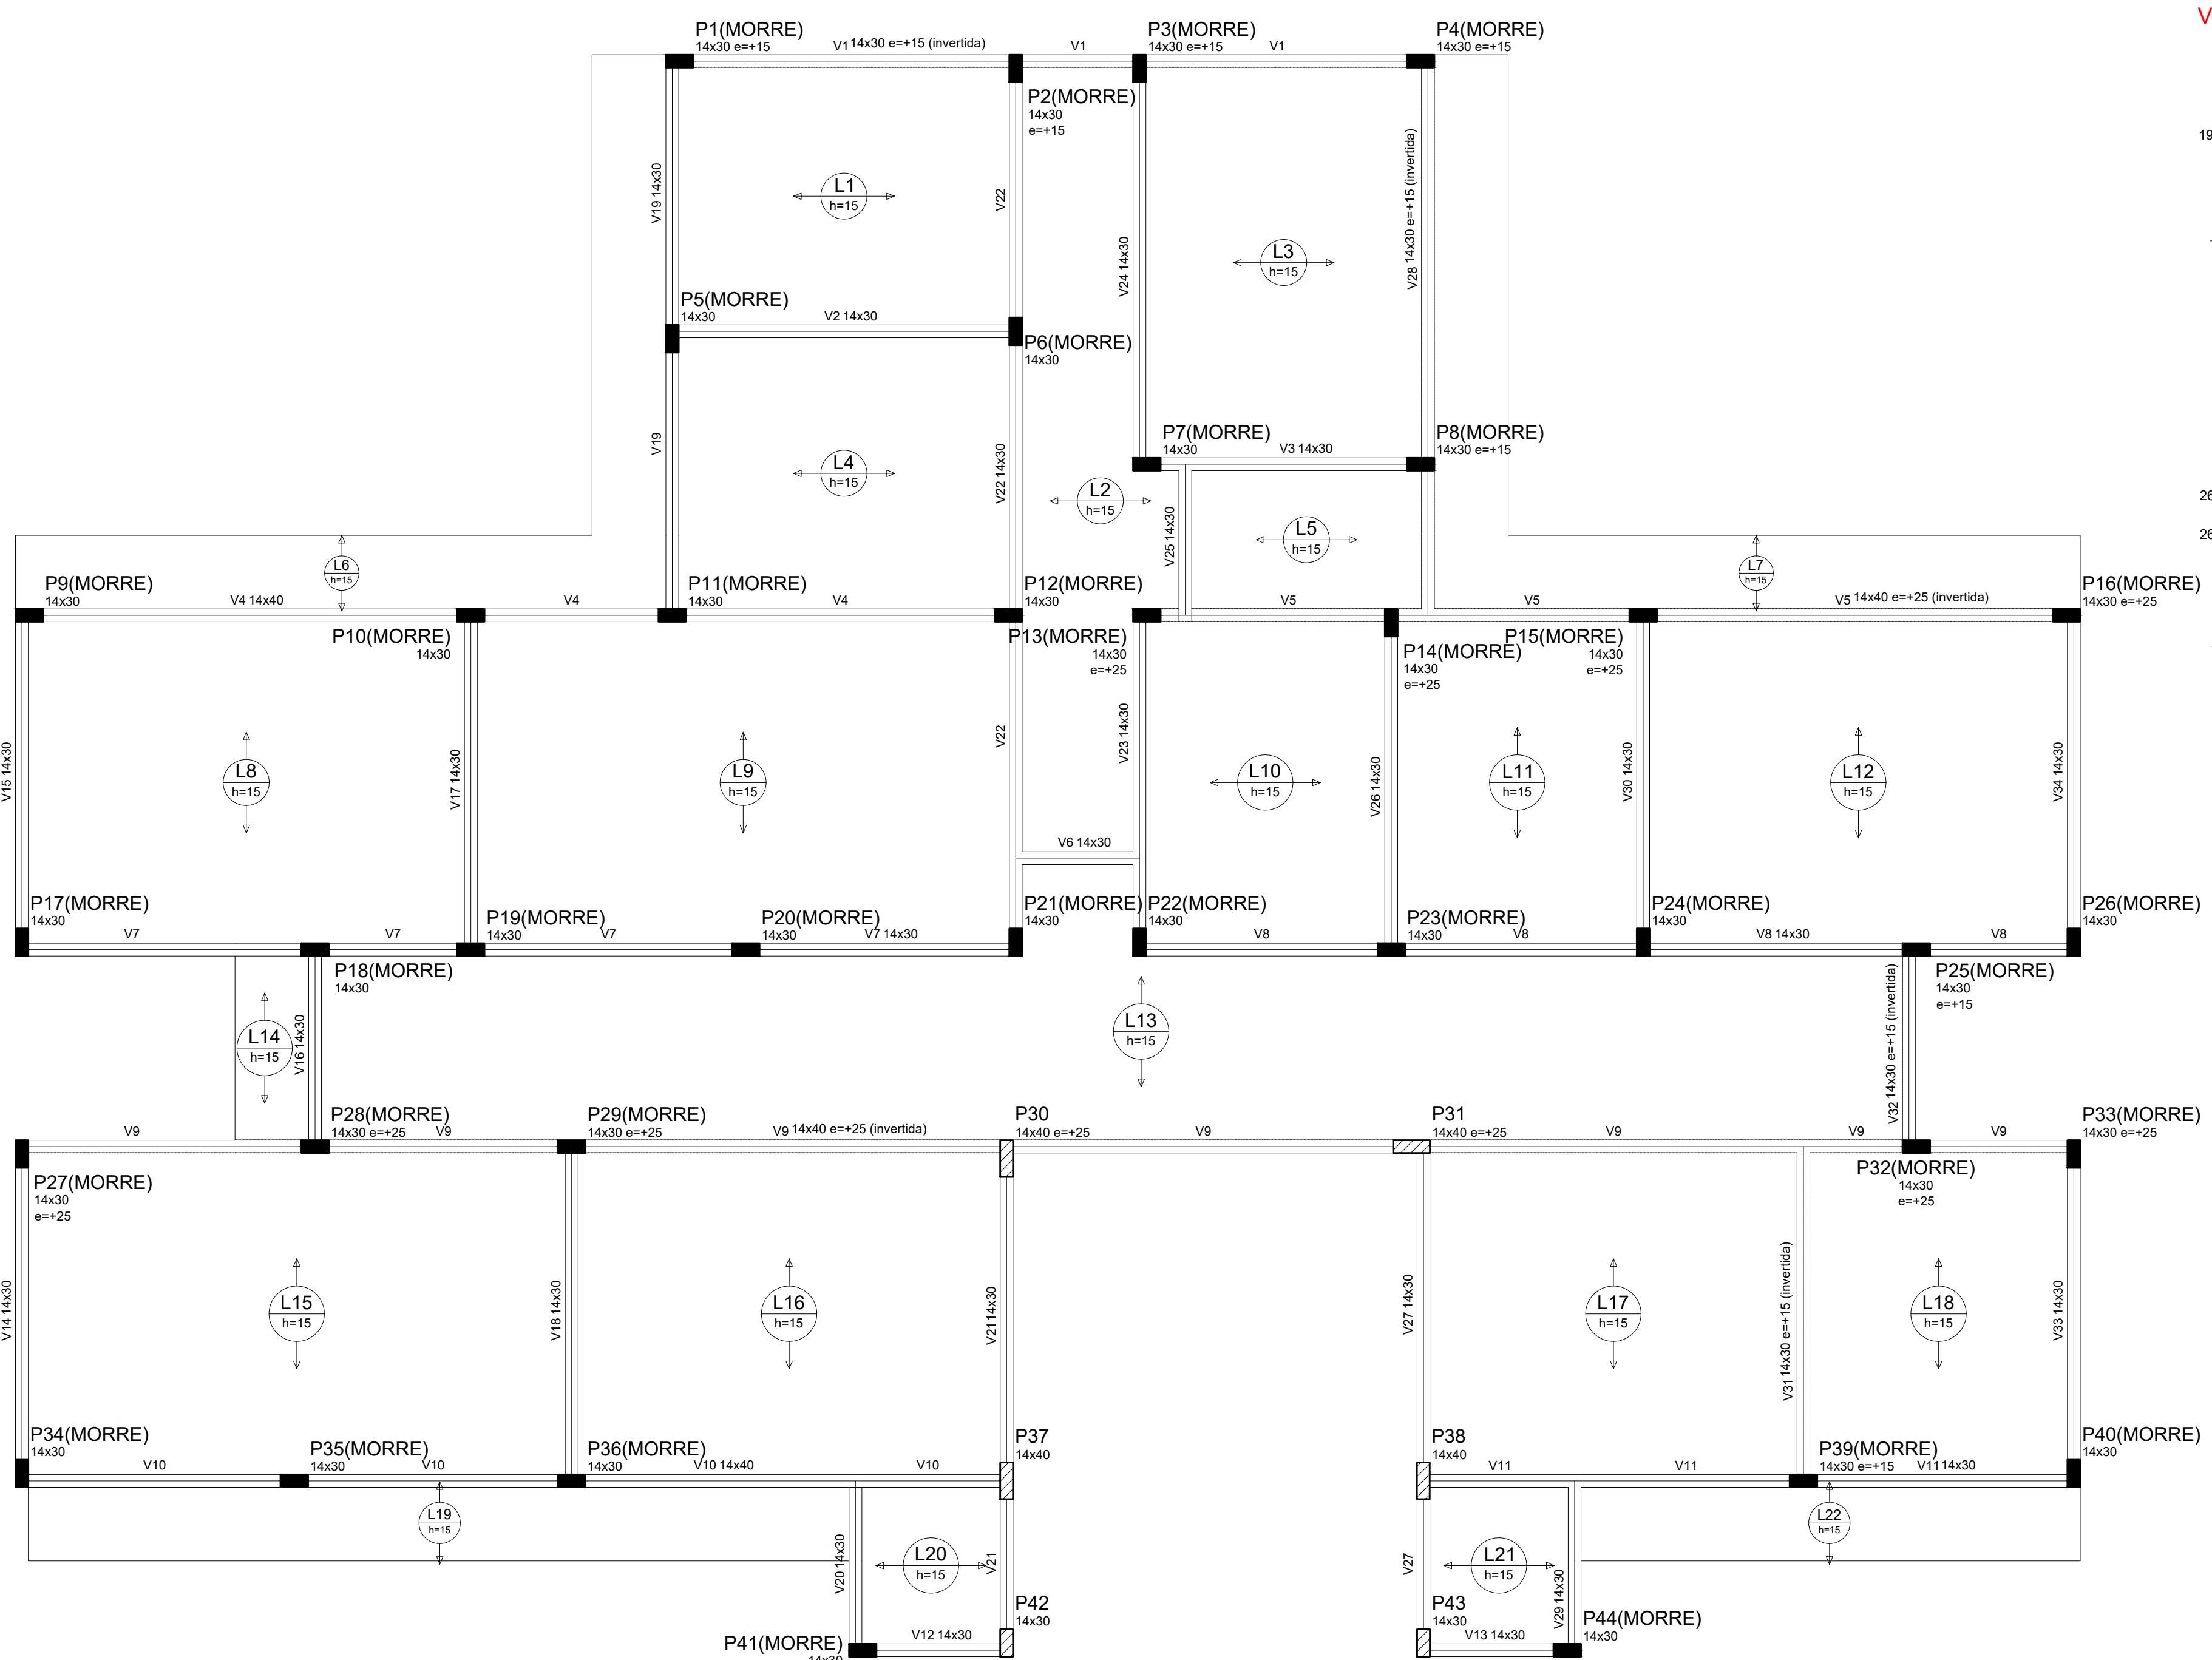 V
P1(MORRE)
14x30 e=+15
V1 14x30 e=+15 (invertida)
V1
P3(MORRE)
14x30 e=+15
V1
P4(MORRE)
14x30 e=+15
P2(MORRE)
14x30
e=+15
19
V19 14x30
L1
h=15
V22
V24 14x30
L3
h=15
V28 14x30 e=+15 (invertida)
P5(MORRE)
14x30
V2 14x30
P6(MORRE)
14x30
V19
L4
h=15
V22 14x30
L2
h=15
P7(MORRE)
14x30
V3 14x30
P8(MORRE)
14x30 e=+15
V25 14x30
L5
h=15
26
26
L6
h=15
L7
h=15
P9(MORRE)
14x30
V4 14x40
V4
P11(MORRE)
14x30
V4
P12(MORRE)
14x30
V5
V5
V5 14x40 e=+25 (invertida)
P16(MORRE)
14x30 e=+25
P10(MORRE)
14x30
P13(MORRE)
14x30
e=+25
P14(MORRE)
14x30
e=+25
P15(MORRE)
14x30
e=+25
V15 14x30
L8
h=15
V17 14x30
L9
h=15
V22
V23 14x30
L10
h=15
V26 14x30
L11
h=15
V30 14x30
L12
h=15
V34 14x30
V6 14x30
P17(MORRE)
14x30
V7
V7
P19(MORRE)
14x30
V7
P20(MORRE)
14x30
V7 14x30
P21(MORRE)
14x30
P22(MORRE)
14x30
V8
P23(MORRE)
14x30
V8
P24(MORRE)
14x30
V8 14x30
V8
P26(MORRE)
14x30
P18(MORRE)
14x30
P25(MORRE)
14x30
e=+15
L14
h=15
V16 14x30
L13
h=15
V32 14x30 e=+15 (invertida)
V9
P28(MORRE)
14x30 e=+25
V9
P29(MORRE)
14x30 e=+25
V9 14x40 e=+25 (invertida)
P30
14x40 e=+25
V9
P31
14x40 e=+25
V9
V9
V9
P33(MORRE)
14x30 e=+25
P27(MORRE)
14x30
e=+25
P32(MORRE)
14x30
e=+25
V14 14x30
L15
h=15
V18 14x30
L16
h=15
V21 14x30
V27 14x30
L17
h=15
V31 14x30 e=+15 (invertida)
L18
h=15
V33 14x30
P34(MORRE)
14x30
V10
P35(MORRE)
14x30
V10
P36(MORRE)
14x30
V10 14x40
V10
P37
14x40
P38
14x40
V11
V11
P39(MORRE)
14x30 e=+15
V11 14x30
P40(MORRE)
14x30
L19
h=15
V20 14x30
L20
h=15
V21
V27
L21
h=15
V29 14x30
L22
h=15
P41(MORRE)
14x30
V12 14x30
P42
14x30
P43
14x30
V13 14x30
P44(MORRE)
14x30